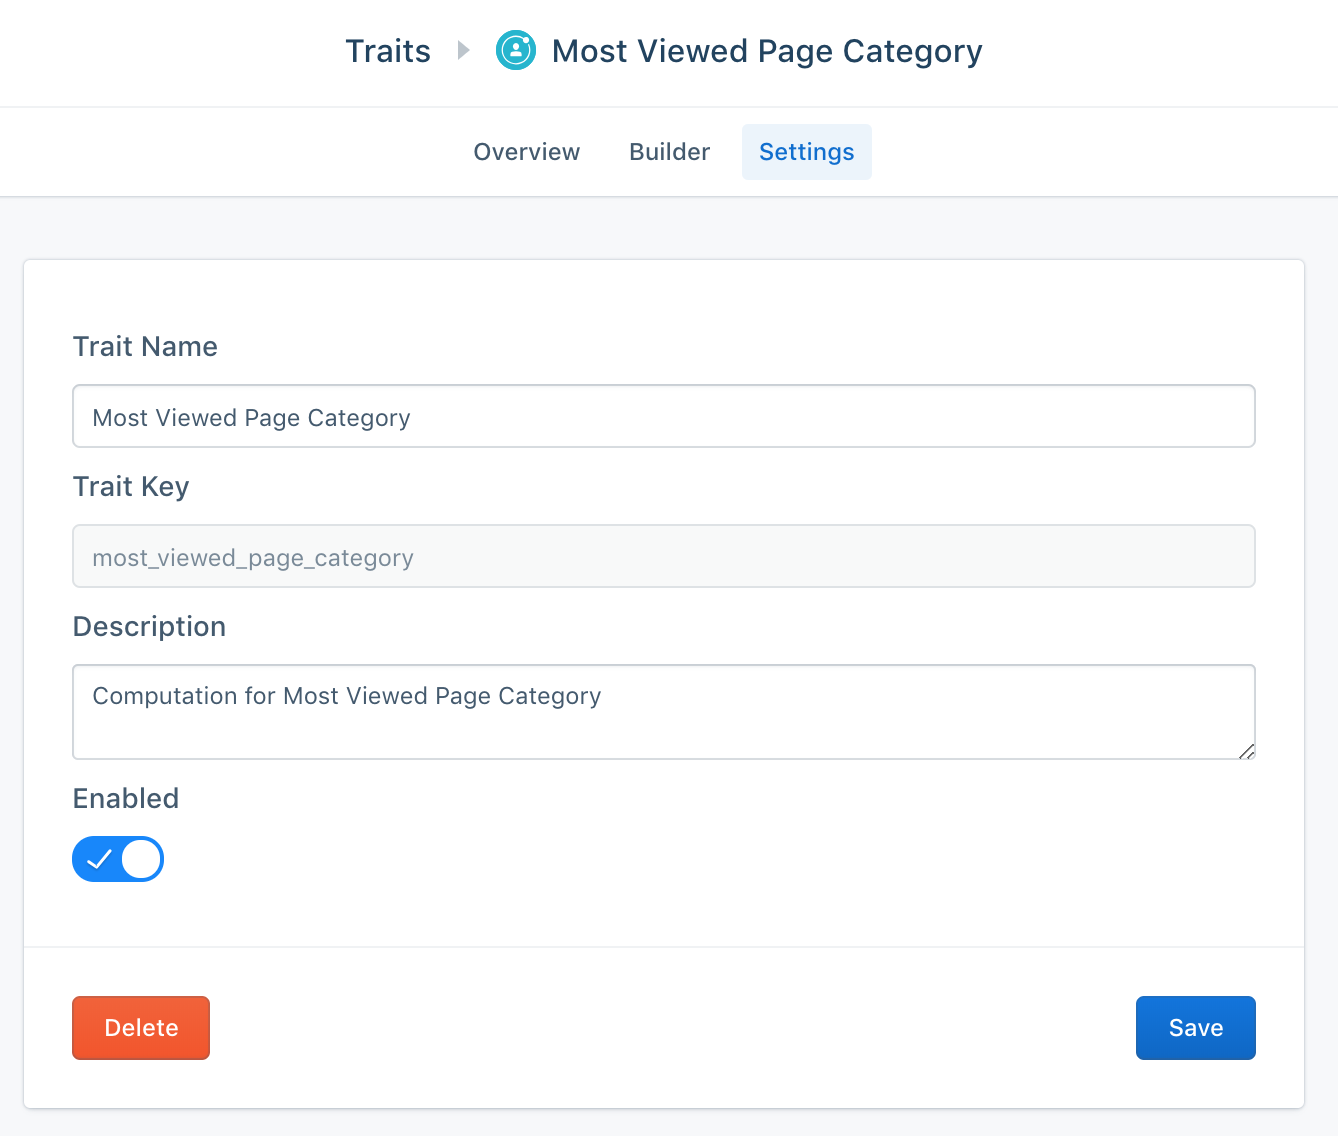 Traits Most Viewed Page Category
Overview Builder Settings
Trait Name
Most Viewed Page Category
Trait Key
most_viewed_page_category
Description
Computation for Most Viewed Page Category
Enabled
Delete Save